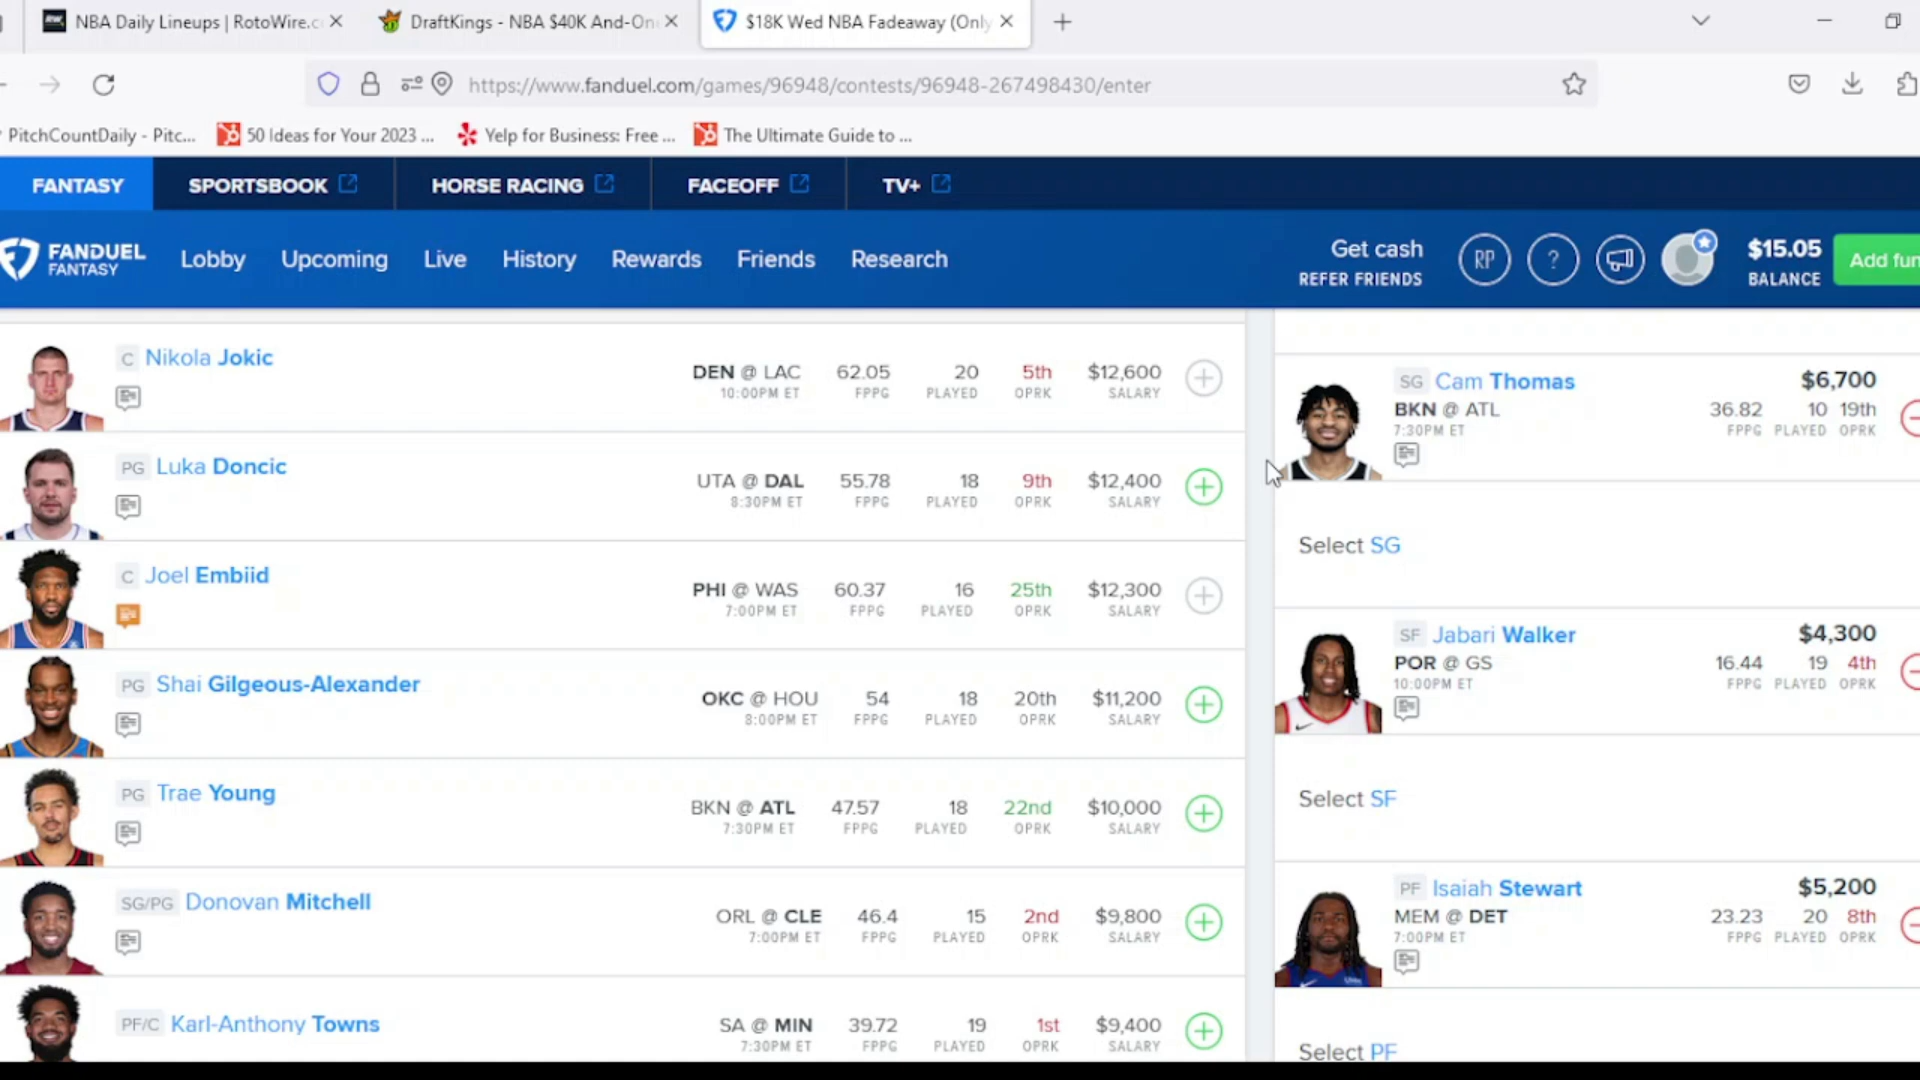 NBA Daily Lineups | RotoWire.c
DraftKings - NBA $40K And-On
$18K Wed NBA Fadeaway (Only
https://www.fanduel.com/games/96948/contests/96948-267498430/enter
PitchCountDaily - Pitc...
50 Ideas for Your 2023 ...
Yelp for Business: Free ...
The Ultimate Guide to ...
FANTASY
SPORTSBOOK
HORSE RACING
FACEOFF
TV+
FANDUEL
FANTASY
Lobby
Upcoming
Live
History
Rewards
Friends
Research
Get cash
REFER FRIENDS
RP
?
$15.05
BALANCE
Add fun
C Nikola Jokic
DEN @ LAC 62.05 20 5th $12,600
10:00PM ET FPPG PLAYED OPRK SALARY
PG Luka Doncic
UTA @ DAL 55.78 18 9th $12,400
8:30PM ET FPPG PLAYED OPRK SALARY
C Joel Embiid
PHI @ WAS 60.37 16 25th $12,300
7:00PM ET FPPG PLAYED OPRK SALARY
PG Shai Gilgeous-Alexander
OKC @ HOU 54 18 20th $11,200
8:00PM ET FPPG PLAYED OPRK SALARY
PG Trae Young
BKN @ ATL 47.57 18 22nd $10,000
7:30PM ET FPPG PLAYED OPRK SALARY
SG/PG Donovan Mitchell
ORL @ CLE 46.4 15 2nd $9,800
7:00PM ET FPPG PLAYED OPRK SALARY
PF/C Karl-Anthony Towns
SA @ MIN 39.72 19 1st $9,400
7:30PM ET FPPG PLAYED OPRK SALARY
SG Cam Thomas $6,700
BKN @ ATL 36.82 10 19th
7:30PM ET FPPG PLAYED OPRK
Select SG
SF Jabari Walker $4,300
POR @ GS 16.44 19 4th
10:00PM ET FPPG PLAYED OPRK
Select SF
PF Isaiah Stewart $5,200
MEM @ DET 23.23 20 8th
7:00PM ET FPPG PLAYED OPRK
Select PF